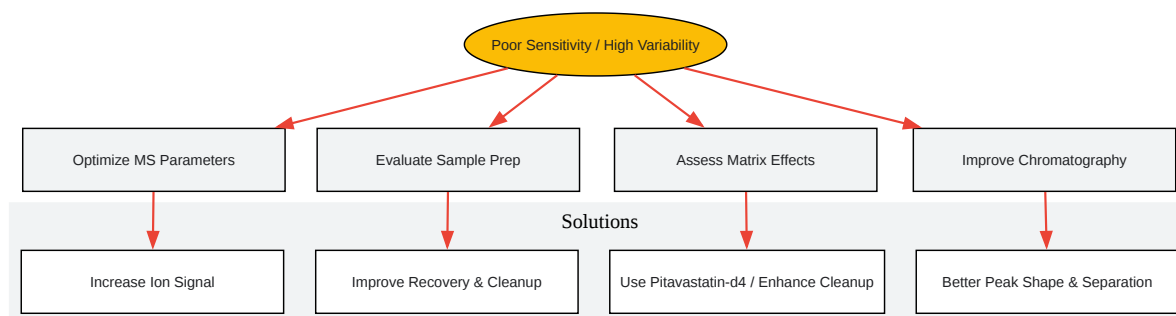 Poor Sensitivity / High Variability
Optimize MS Parameters
Evaluate Sample Prep
Assess Matrix Effects
Improve Chromatography
Solutions
Increase Ion Signal
Improve Recovery & Cleanup
Use Pitavastatin-d4 / Enhance Cleanup
Better Peak Shape & Separation